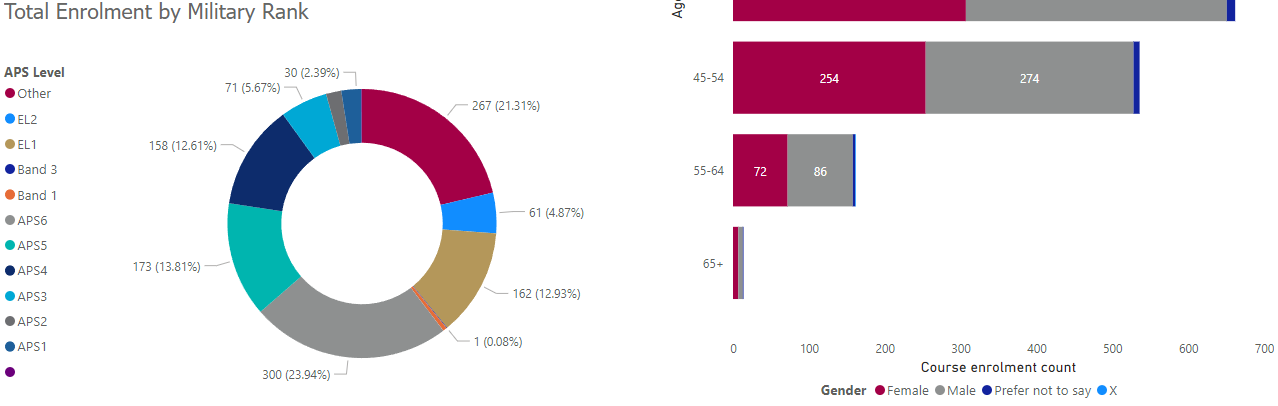 Total Enrolment by Military Rank
APS Level
Other
EL2
EL1
Band 3
Band 1
APS6
APS5
APS4
APS3
APS2
APS1
30 (2.39%)
71 (5.67%)
267 (21.31%)
158 (12.61%)
61 (4.87%)
173 (13.81%)
162 (12.93%)
1 (0.08%)
300 (23.94%)
45-54
254
274
55-64
72
86
65+
0 100 200 300 400 500 600 700
Course enrolment count
Gender Female Male Prefer not to say X